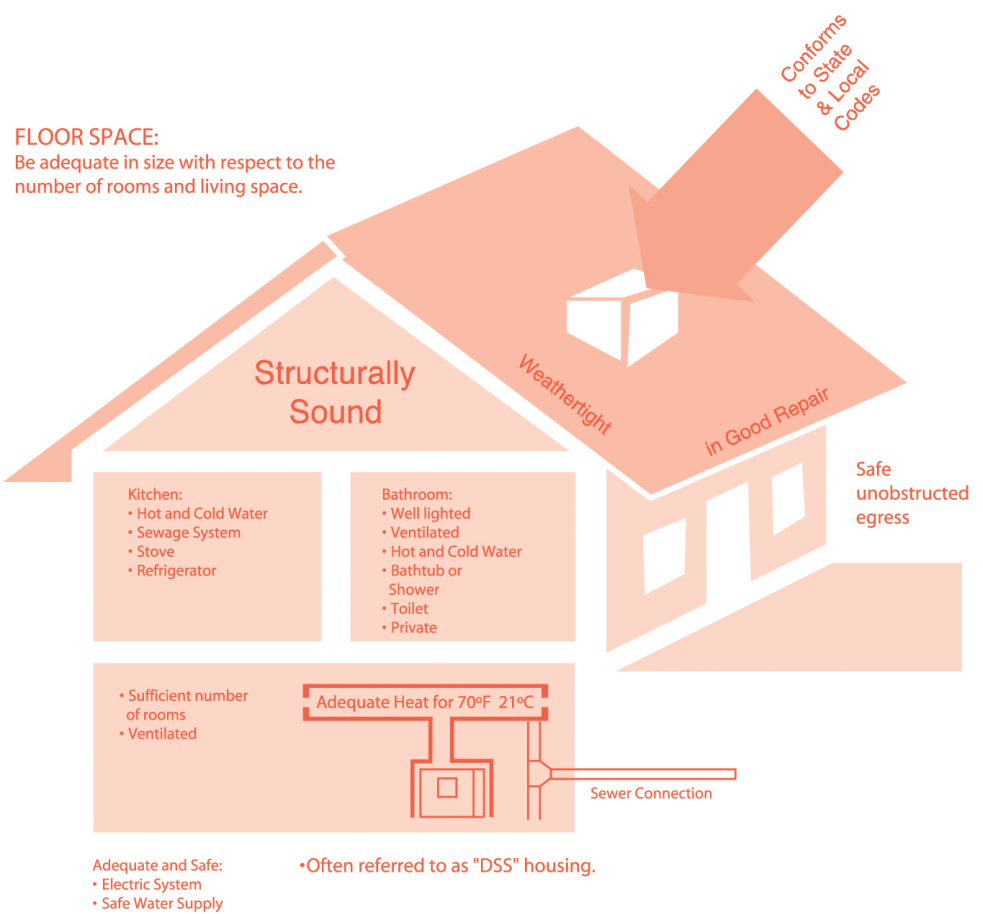 Conforms
to State
& Local
Codes
FLOOR SPACE:
Be adequate in size with respect to the
number of rooms and living space.
Structurally
Sound
Weathertight
in Good Repair
Safe
unobstructed
egress
Kitchen:
• Hot and Cold Water
• Sewage System
• Stove
• Refrigerator
Bathroom:
• Well lighted
• Ventilated
• Hot and Cold Water
• Bathtub or
Shower
• Toilet
• Private
• Sufficient number
of rooms
• Ventilated
Adequate Heat for 70ºF 21ºC
Sewer Connection
Adequate and Safe:
• Electric System
• Safe Water Supply
•Often referred to as "DSS" housing.